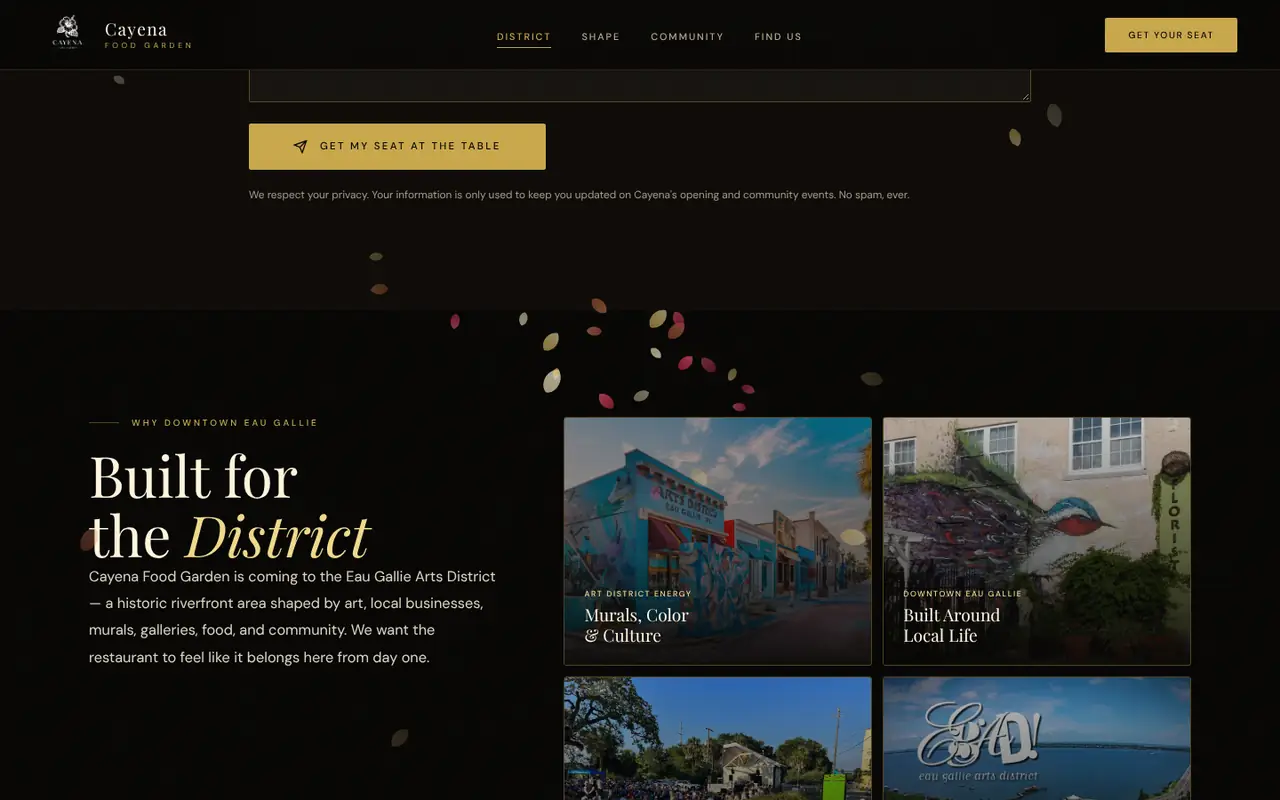 CAYENA
Cayena
FOOD GARDEN
DISTRICT
SHAPE
COMMUNITY
FIND US
GET YOUR SEAT
GET MY SEAT AT THE TABLE
We respect your privacy. Your information is only used to keep you updated on Cayena's opening and community events. No spam, ever.
WHY DOWNTOWN EAU GALLIE
Built for
the District
Cayena Food Garden is coming to the Eau Gallie Arts District
— a historic riverfront area shaped by art, local businesses,
murals, galleries, food, and community. We want the
restaurant to feel like it belongs here from day one.
ARTS DISTRICT
EAU GALLIE
ART DISTRICT ENERGY
Murals, Color
& Culture
FLORIST
DOWNTOWN EAU GALLIE
Built Around
Local Life
EGAD!
eau gallie arts district